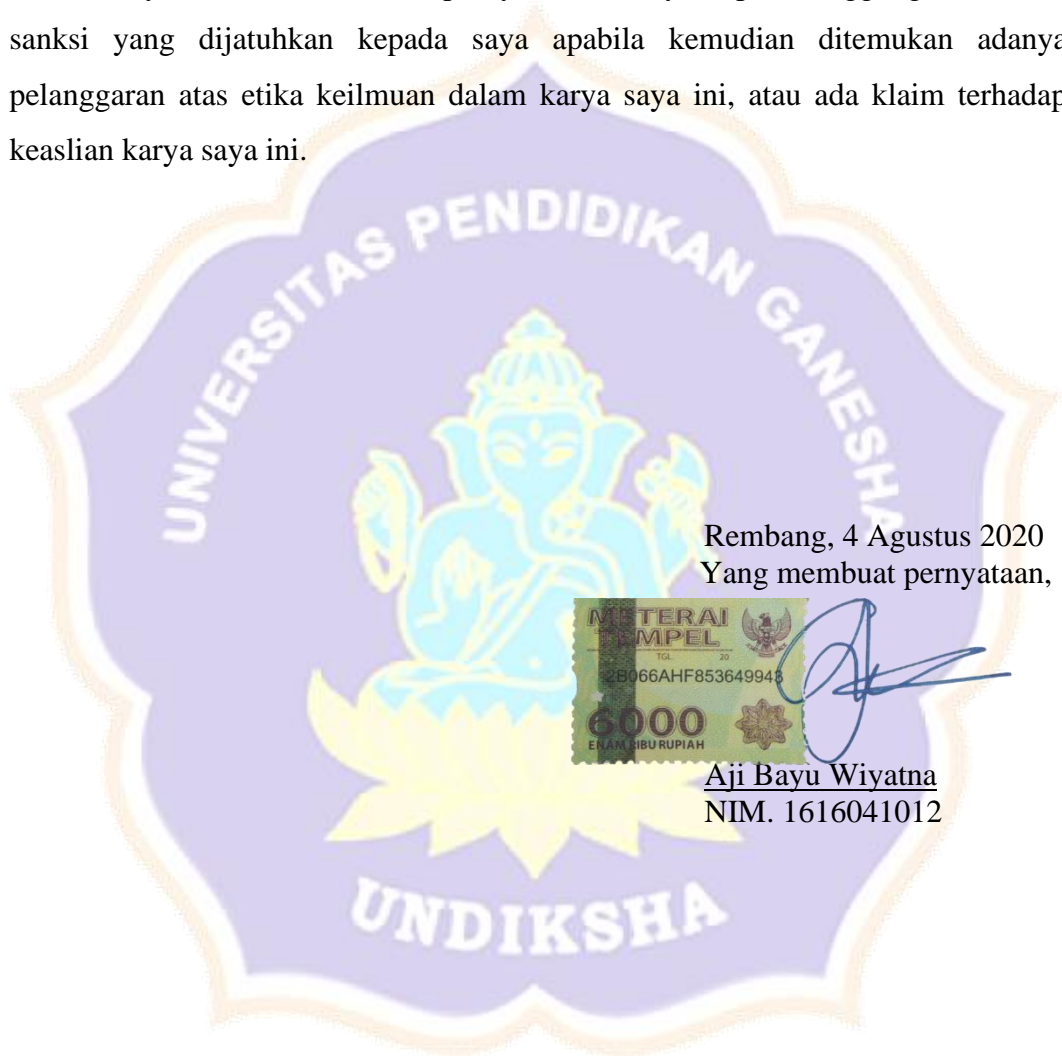 sanksi yang dijatuhkan kepada saya apabila kemudian ditemukan adanya
pelanggaran atas etika keilmuan dalam karya saya ini, atau ada klaim terhadap
keaslian karya saya ini.
UNIVERSITAS PENDIDIKAN GANESHA
Rembang, 4 Agustus 2020
Yang membuat pernyataan,
METERAI
TEMPEL
TGL. 20
2B066AHF853649943
6000
ENAM RIBU RUPIAH
Aji Bayu Wiyatna
NIM. 1616041012
UNDIKSHA